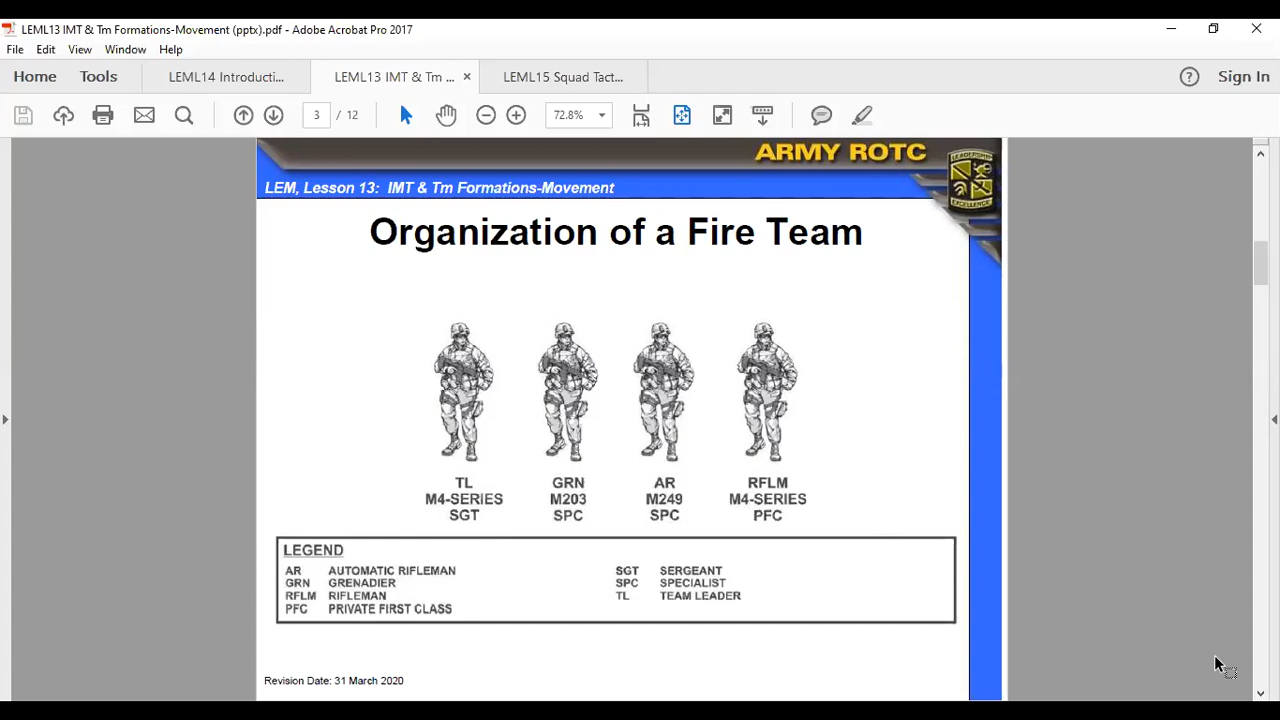 LEML13 IMT & Tm Formations-Movement (pptx).pdf - Adobe Acrobat Pro 2017
File Edit View Window Help
Home Tools LEML14 Introducti... LEML13 IMT & Tm ... × LEML15 Squad Tact... ? Sign In
3 / 12 72.8%
ARMY ROTC
LEADERSHIP
EXCELLENCE
LEM, Lesson 13: IMT & Tm Formations-Movement
Organization of a Fire Team
TL GRN AR RFLM
M4-SERIES M203 M249 M4-SERIES
SGT SPC SPC PFC
LEGEND
AR AUTOMATIC RIFLEMAN SGT SERGEANT
GRN GRENADIER SPC SPECIALIST
RFLM RIFLEMAN TL TEAM LEADER
PFC PRIVATE FIRST CLASS
Revision Date: 31 March 2020